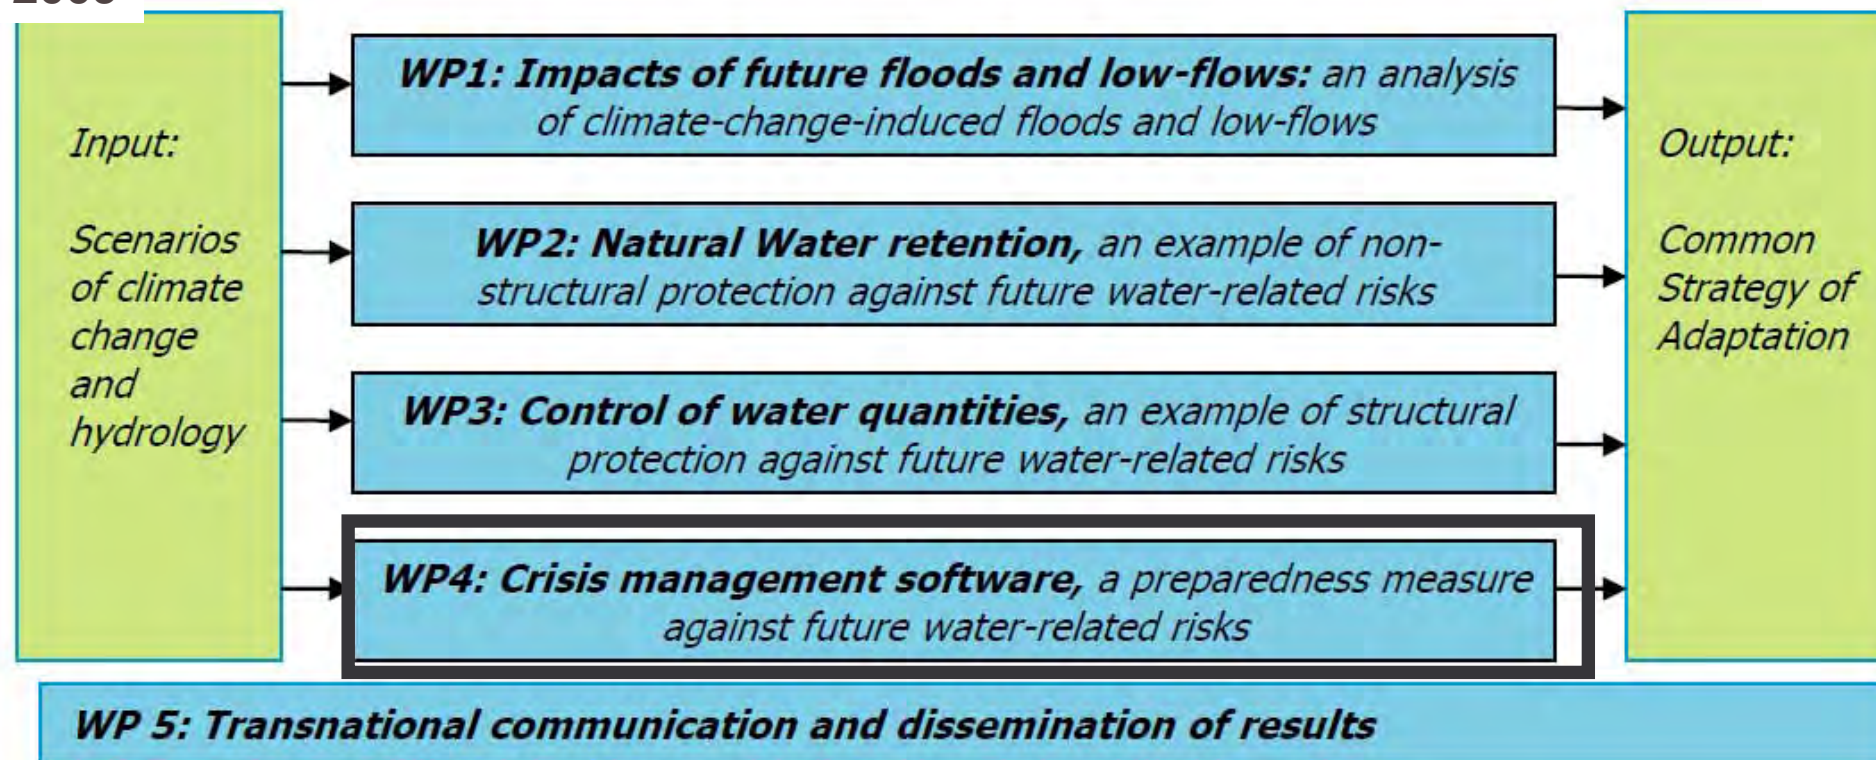 Input:
Scenarios
of climate
change
and
hydrology
WP1: Impacts of future floods and low-flows: an analysis
of climate-change-induced floods and low-flows
WP2: Natural Water retention, an example of non-
structural protection against future water-related risks
WP3: Control of water quantities, an example of structural
protection against future water-related risks
WP4: Crisis management software, a preparedness measure
against future water-related risks
Output:
Common
Strategy of
Adaptation
WP 5: Transnational communication and dissemination of results